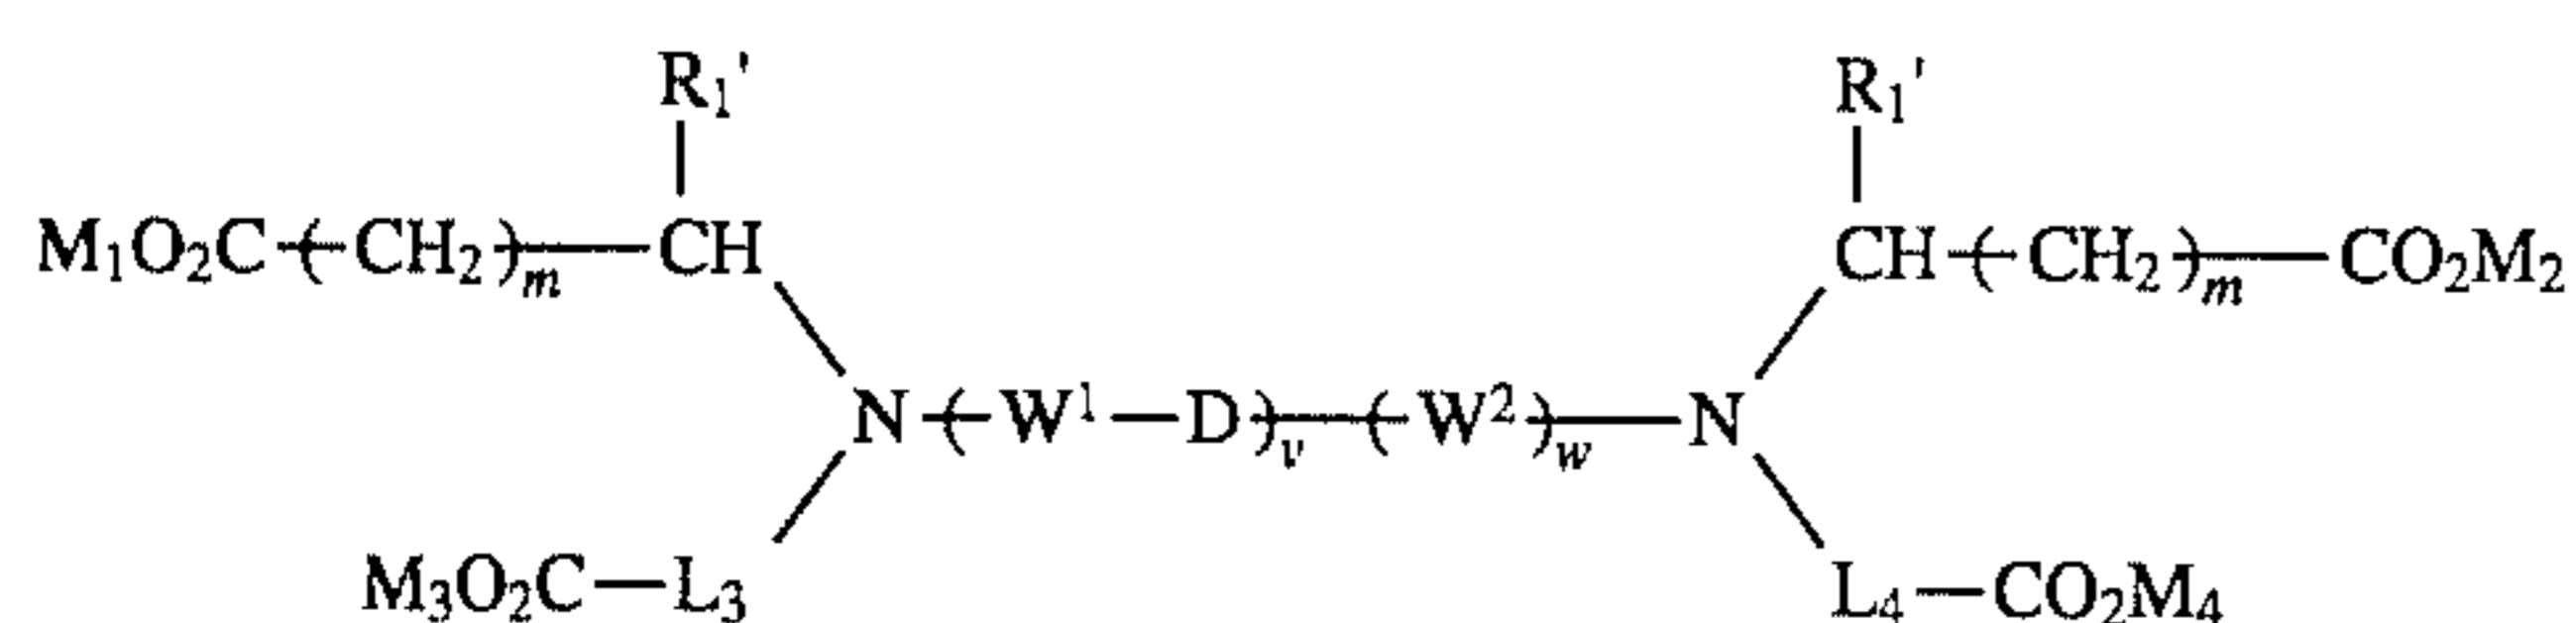 R₁' R₁'
M₁O₂C-(CH₂)ₘ—CH CH-(CH₂)ₘ—CO₂M₂
N-(W¹—D)ᵥ—(W²)w—N
M₃O₂C—L₃ L₄—CO₂M₄